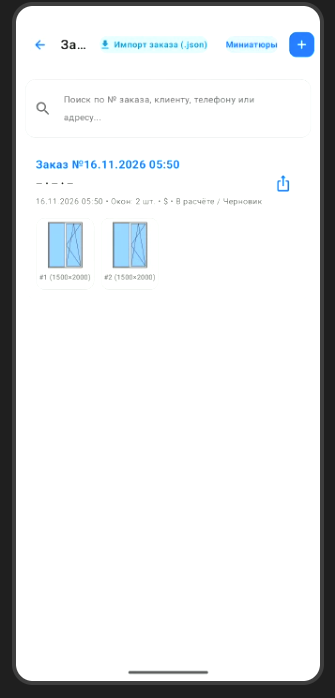 За...
Импорт заказа (.json)
Миниатюры
Поиск по № заказа, клиенту, телефону или
адресу...
Заказ №16.11.2026 05:50
– • – • –
16.11.2026 05:50 • Окон: 2 шт. • $ • В расчёте / Черновик
#1 (1500×2000)
#2 (1500×2000)